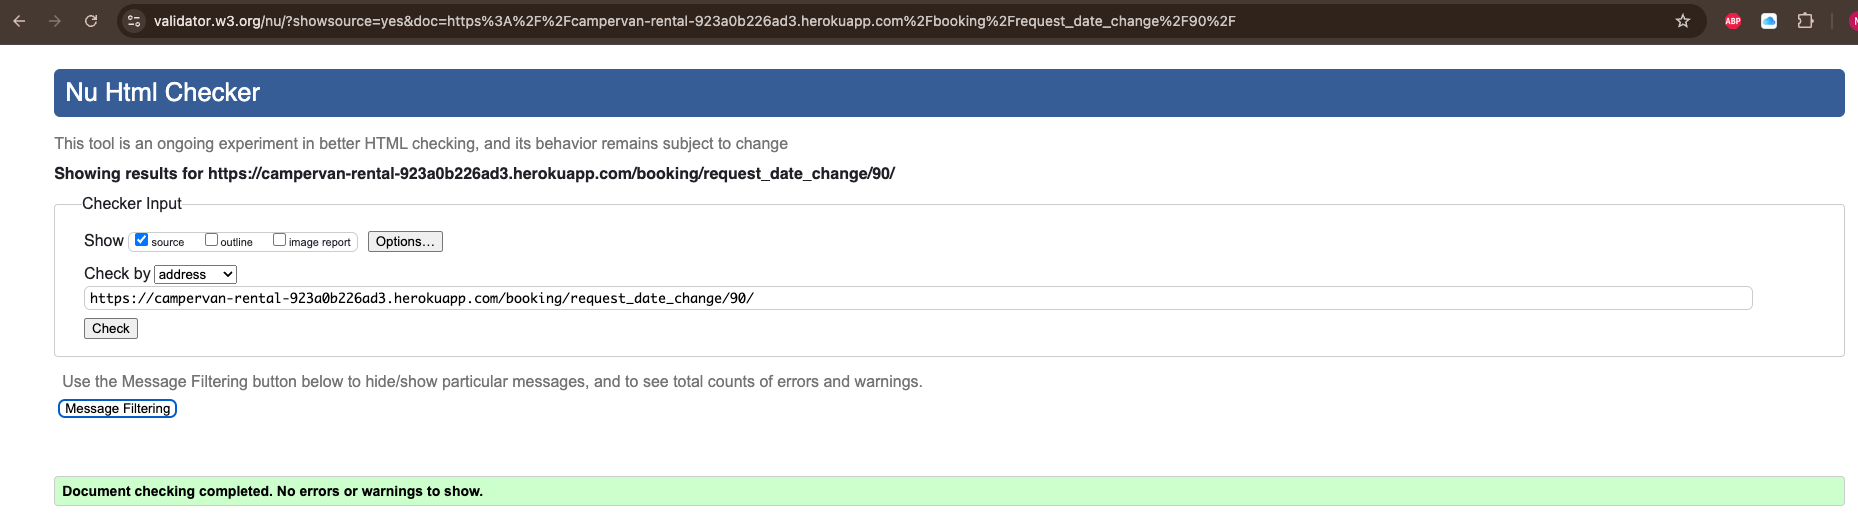 validator.w3.org/nu/?showsource=yes&doc=https%3A%2F%2Fcampervan-rental-923a0b226ad3.herokuapp.com%2Fbooking%2Frequest_date_change%2F90%2F
ABP
Nu Html Checker
This tool is an ongoing experiment in better HTML checking, and its behavior remains subject to change
Showing results for https://campervan-rental-923a0b226ad3.herokuapp.com/booking/request_date_change/90/
Checker Input
Show source outline image report Options...
Check by address
https://campervan-rental-923a0b226ad3.herokuapp.com/booking/request_date_change/90/
Check
Use the Message Filtering button below to hide/show particular messages, and to see total counts of errors and warnings.
Message Filtering
Document checking completed. No errors or warnings to show.